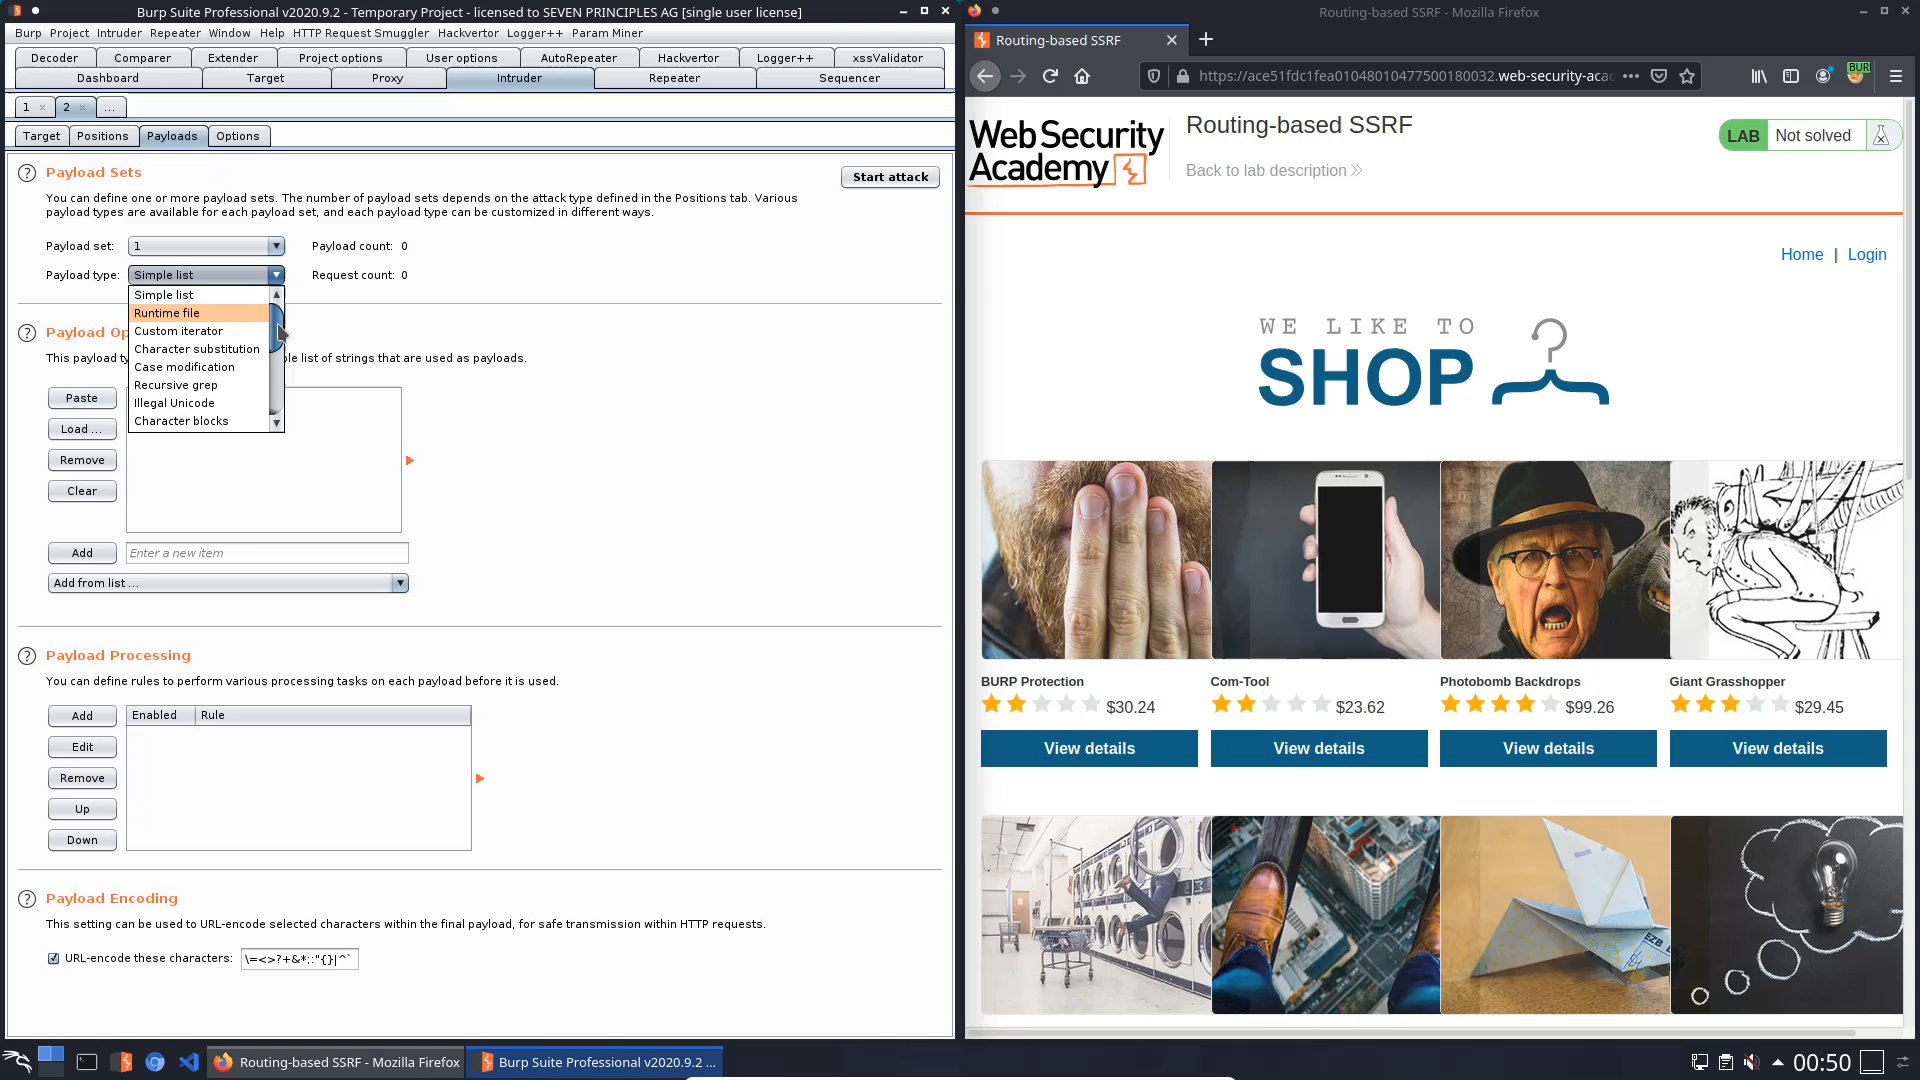 Burp Suite Professional v2020.9.2 - Temporary Project - licensed to SEVEN PRINCIPLES AG [single user license]
Burp Project Intruder Repeater Window Help HTTP Request Smuggler Hackvertor Logger++ Param Miner
Decoder Comparer Extender Project options User options AutoRepeater Hackvertor Logger++ xssValidator
Dashboard Target Proxy Intruder Repeater Sequencer
1 × 2 × ...
Target Positions Payloads Options
? Payload Sets
Start attack
You can define one or more payload sets. The number of payload sets depends on the attack type defined in the Positions tab. Various
payload types are available for each payload set, and each payload type can be customized in different ways.
Payload set: 1 Payload count: 0
Payload type: Simple list Request count: 0
Simple list
Runtime file
Custom iterator
Character substitution
Case modification
Recursive grep
Illegal Unicode
Character blocks
? Payload Op
This payload ty ple list of strings that are used as payloads.
Paste
Load ...
Remove
Clear
Add Enter a new item
Add from list ...
? Payload Processing
You can define rules to perform various processing tasks on each payload before it is used.
Add Enabled Rule
Edit
Remove
Up
Down
? Payload Encoding
This setting can be used to URL-encode selected characters within the final payload, for safe transmission within HTTP requests.
URL-encode these characters: \=<>?+&*;:"{}|^`
Routing-based SSRF - Mozilla Firefox
Routing-based SSRF × +
https://ace51fdc1fea01048010477500180032.web-security-aca ••• BURP
Web Security
Academy
Routing-based SSRF
Back to lab description
LAB Not solved
Home | Login
WE LIKE TO
SHOP
BURP Protection
$30.24
View details
Com-Tool
$23.62
View details
Photobomb Backdrops
$99.26
View details
Giant Grasshopper
$29.45
View details
Routing-based SSRF - Mozilla Firefox Burp Suite Professional v2020.9.2 ... 00:50